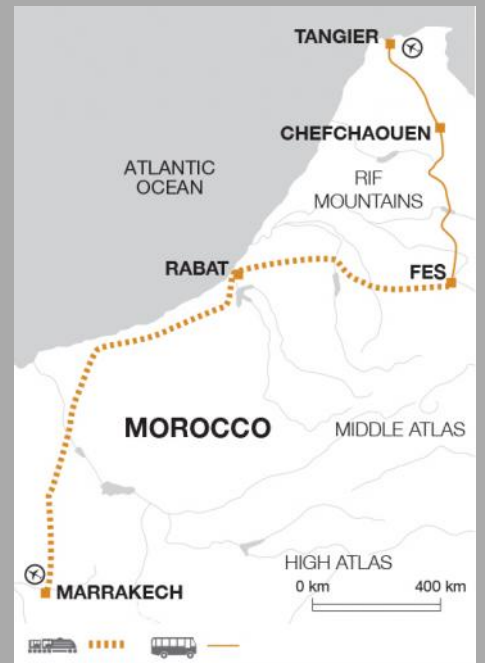 TANGIER
CHEFCHAOUEN
ATLANTIC
OCEAN
RIF
MOUNTAINS
RABAT
FES
MOROCCO
MIDDLE ATLAS
HIGH ATLAS
0 km 400 km
MARRAKECH